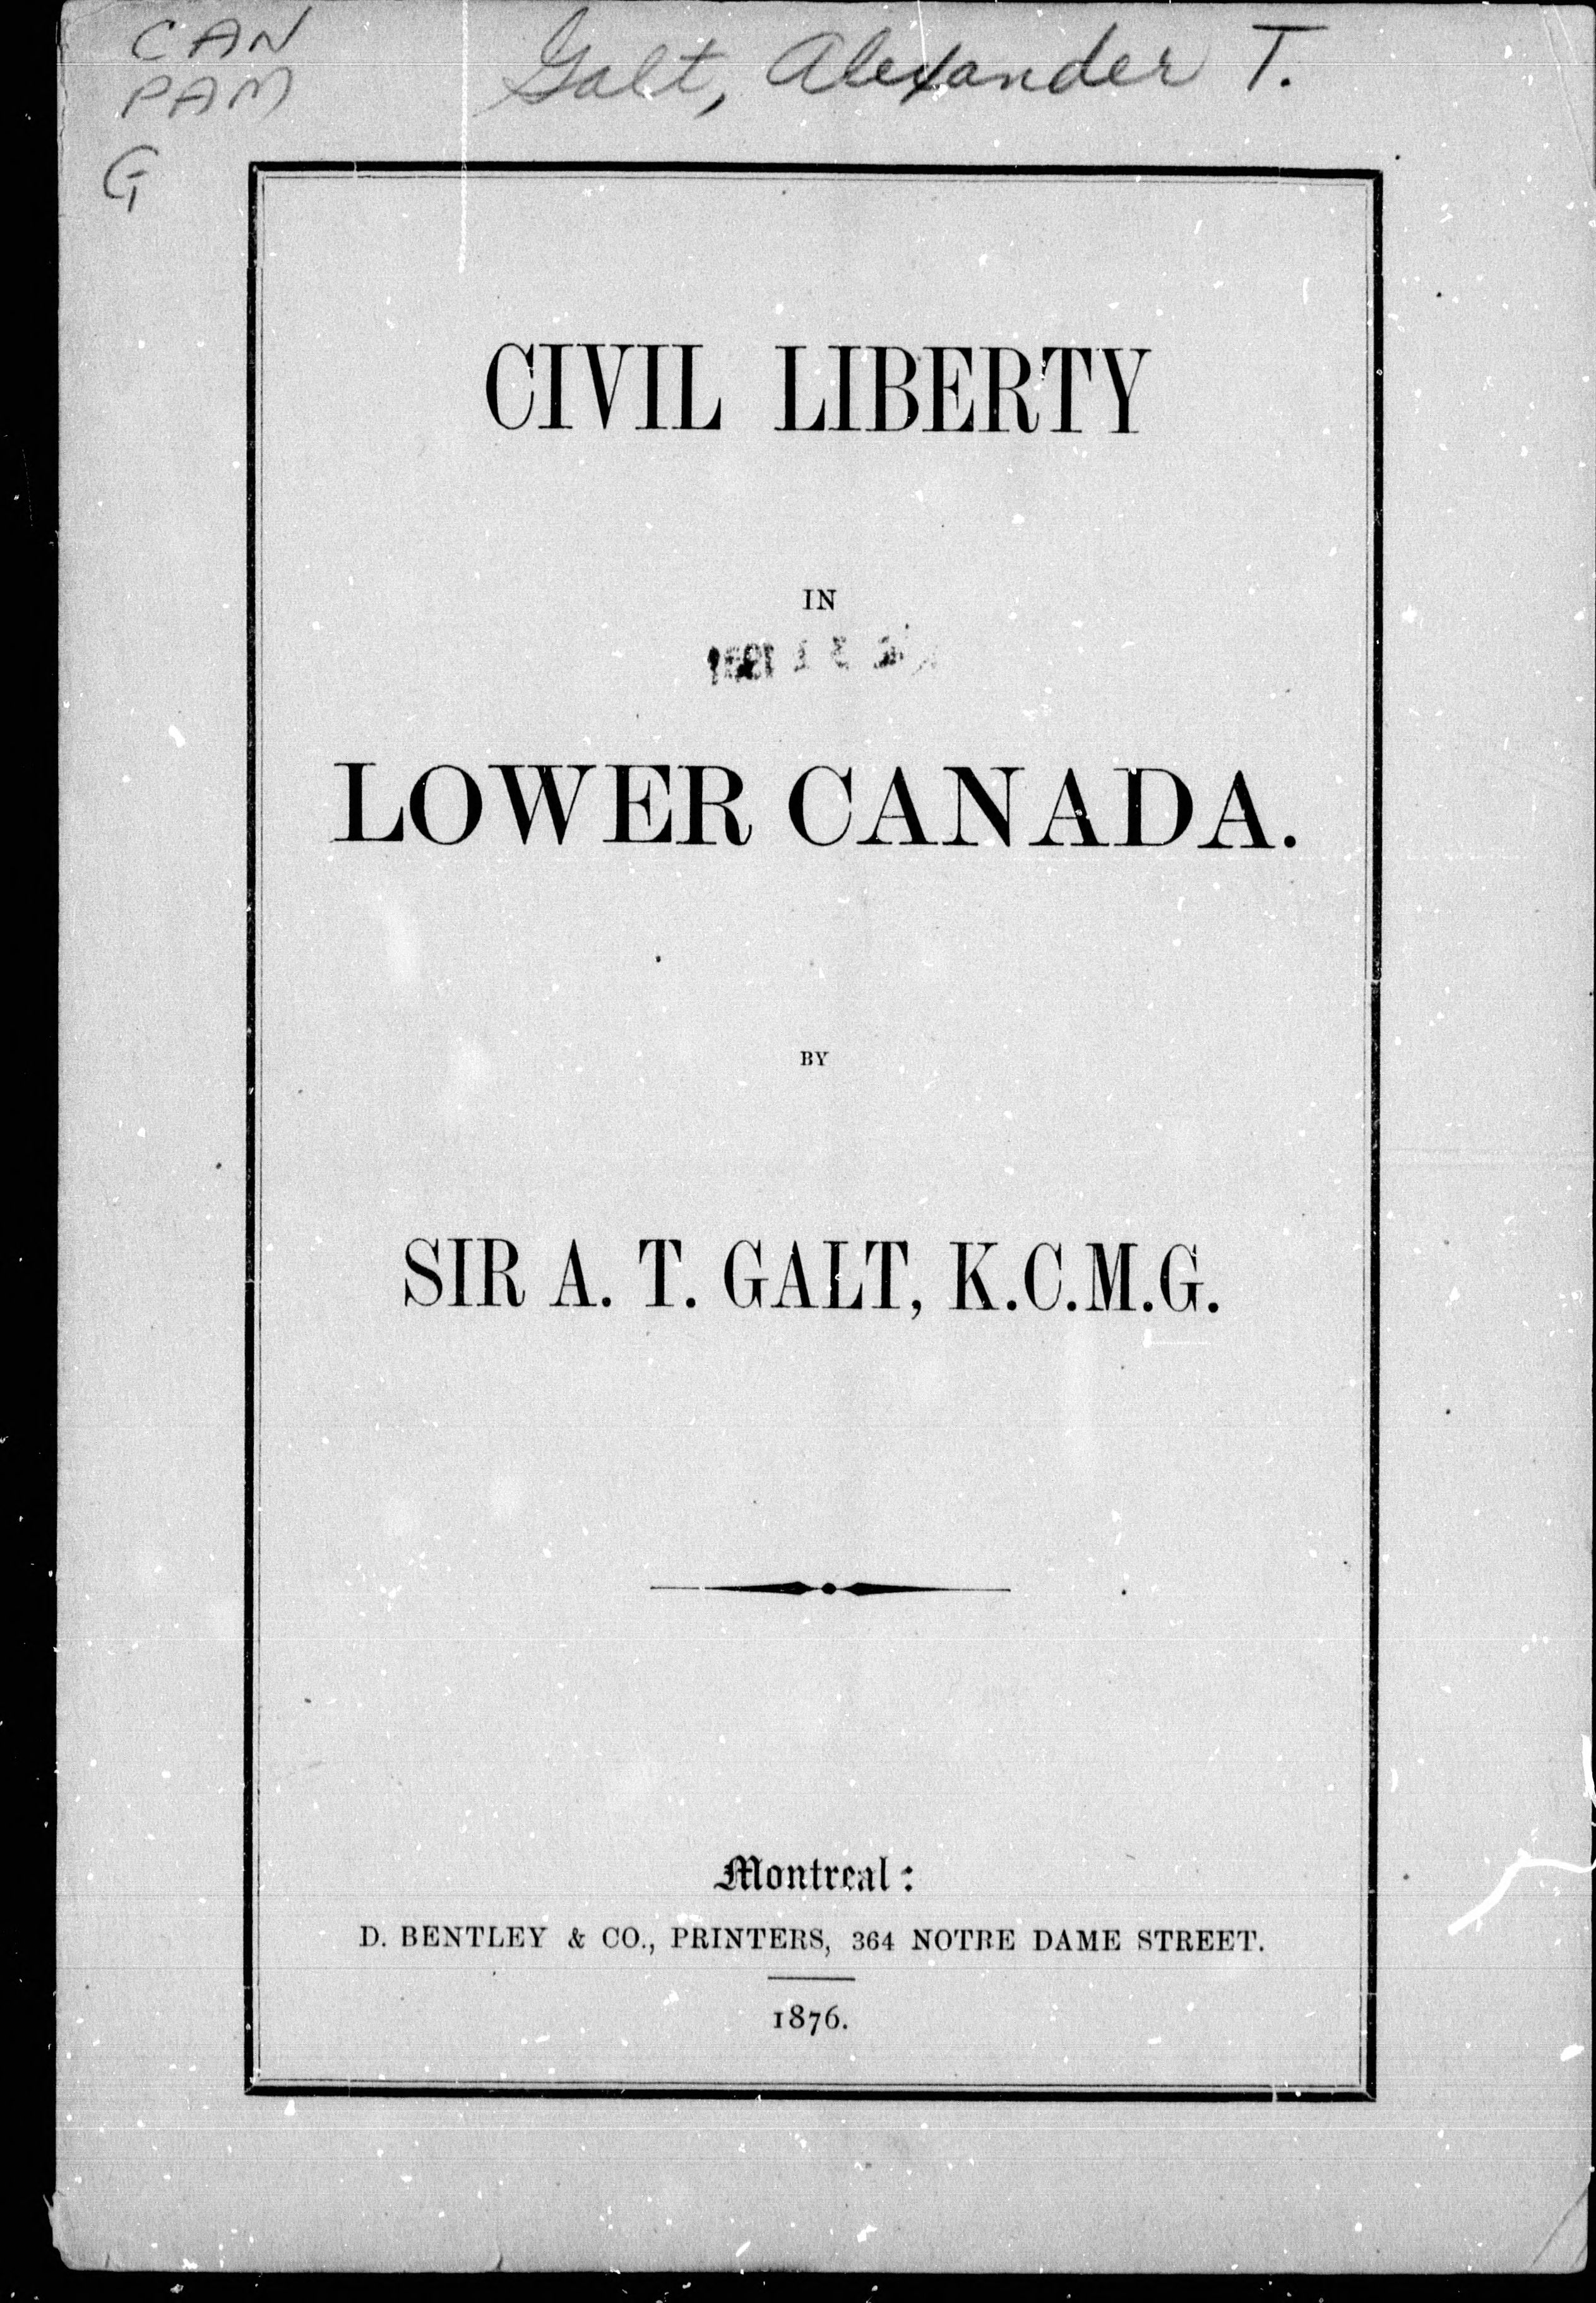 CAN
PAM
G
Galt, Alexander T.
CIVIL LIBERTY
IN
LOWER CANADA.
BY
SIR A. T. GALT, K.C.M.G.
Montreal:
D. BENTLEY & CO., PRINTERS, 364 NOTRE DAME STREET.
1876.